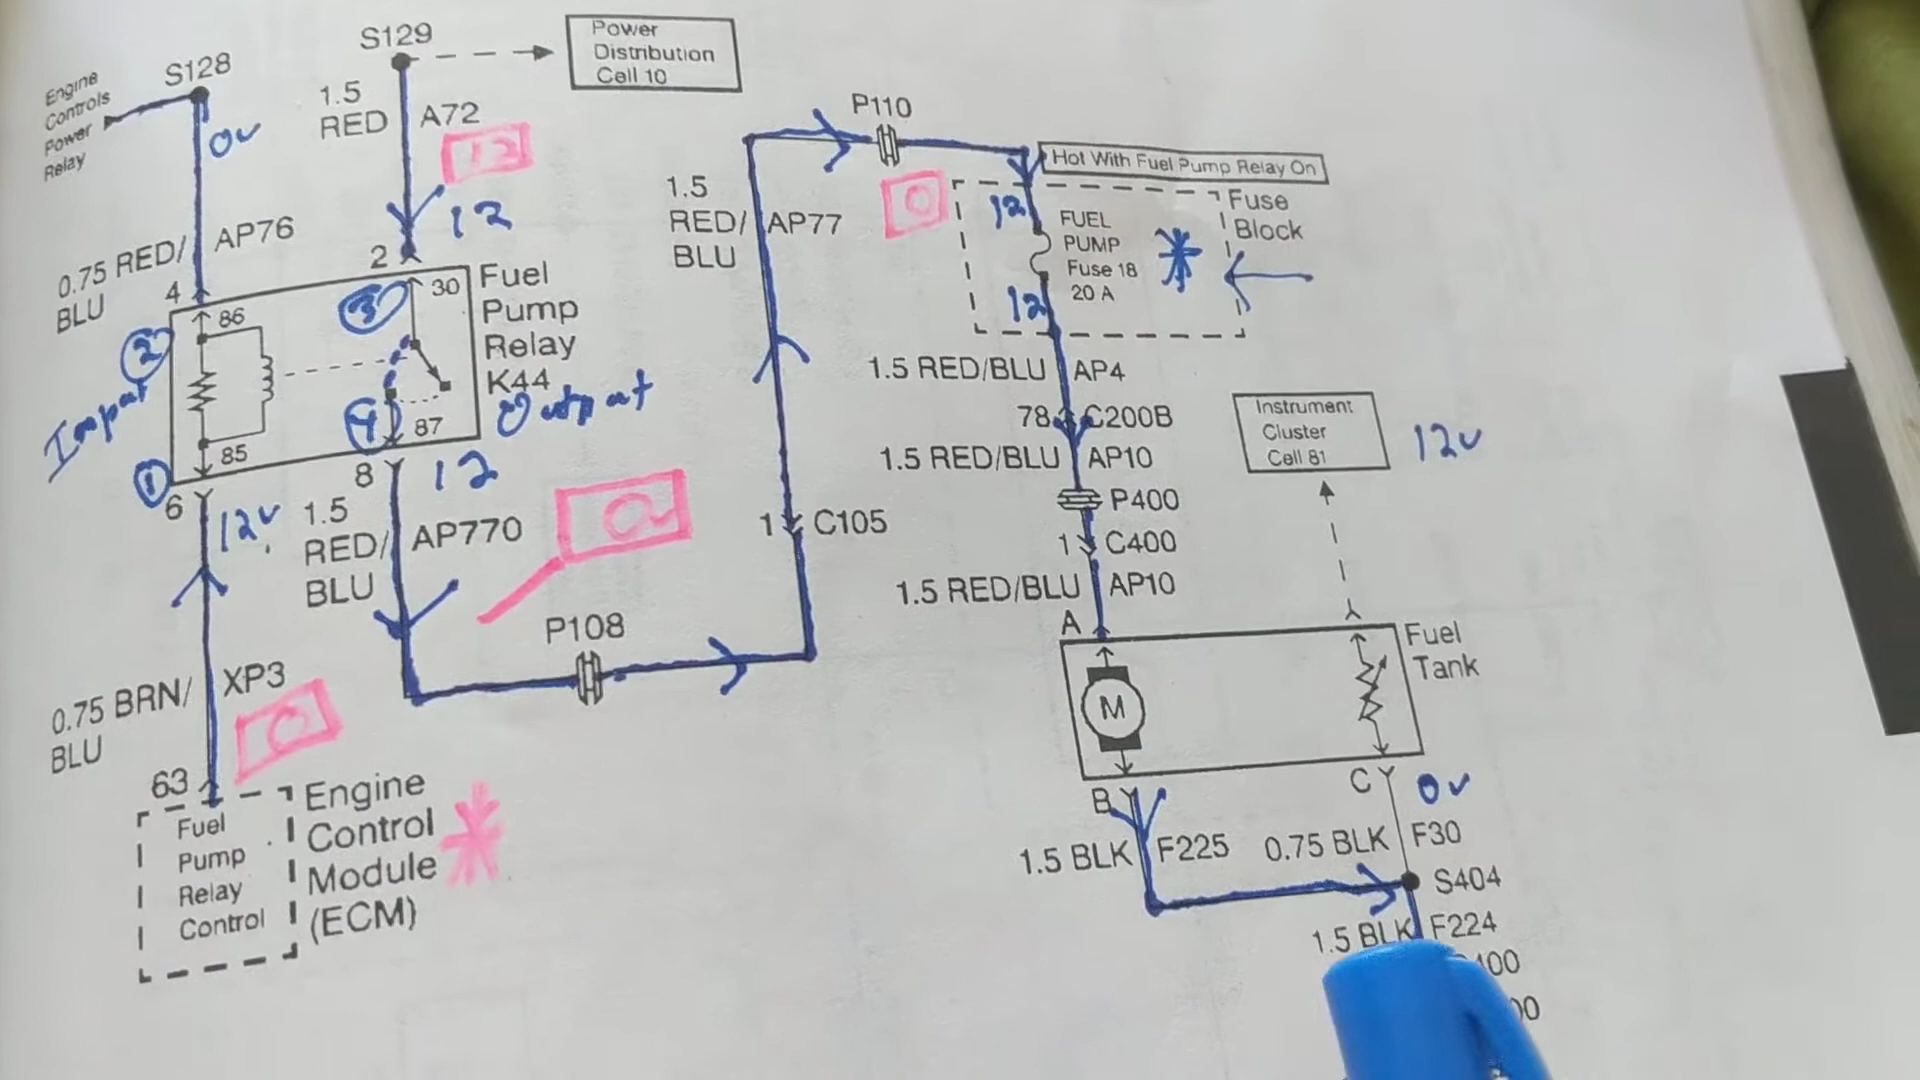 S129
Power
Distribution
Cell 10
S128
Engine
Controls
Power
Relay
0v
1.5
RED
A72
12
12
P110
Hot With Fuel Pump Relay On
1.5
RED/
BLU
AP77
0
12
FUEL
PUMP
Fuse 18
20 A
Fuse
Block
12
0.75 RED/
BLU
AP76
4
2
86
30
3
Fuel
Pump
Relay
K44
2
Output
4
87
85
1
6
8
12
12v
1.5
RED/
BLU
AP770
0v
1
C105
P108
1.5 RED/BLU
AP4
78
C200B
1.5 RED/BLU
AP10
P400
1
C400
1.5 RED/BLU
AP10
Instrument
Cluster
Cell 81
12v
A
Fuel
Tank
M
0.75 BRN/
BLU
XP3
0
63
Fuel
Pump
Relay
Control
Engine
Control
Module
(ECM)
B
C
0v
1.5 BLK
F225
0.75 BLK
F30
S404
1.5 BLK
F224